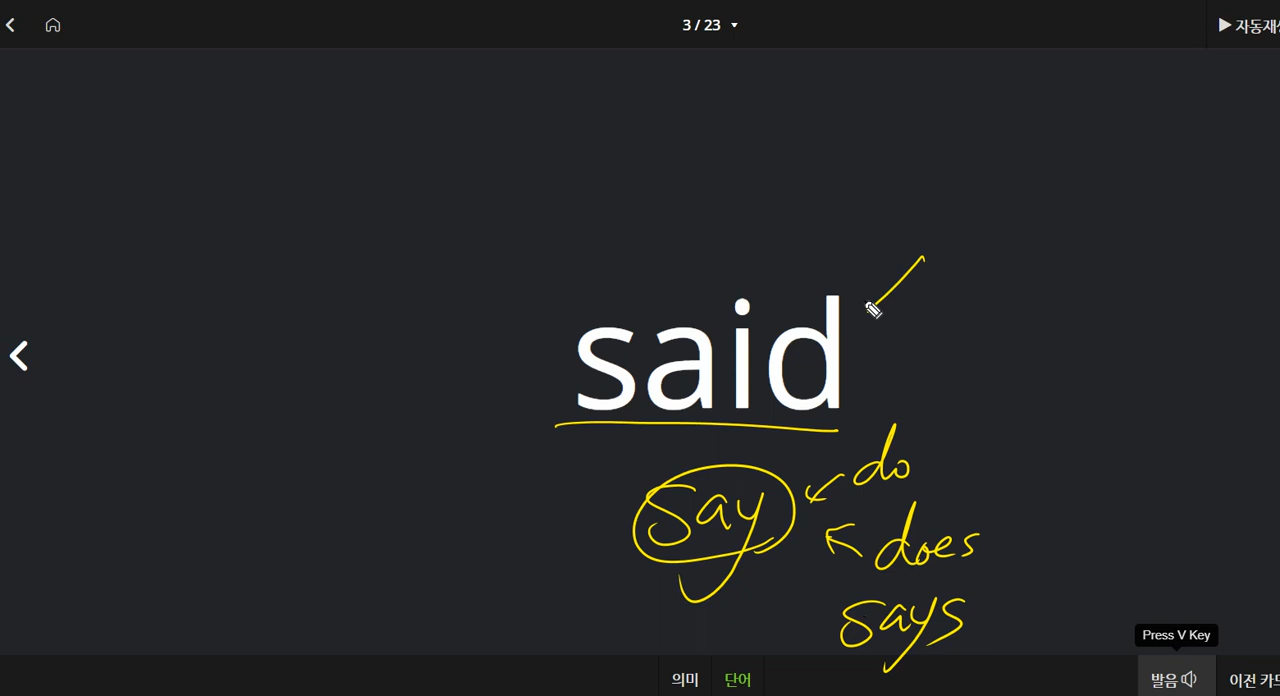 3 / 23
▶ 자동재생
said
do
say
does
says
Press V Key
의미 단어 발음 이전 카드